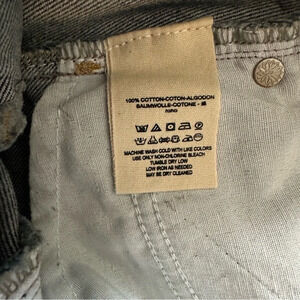 100% COTTON-COTON-ALGODON
BAUMWOLLE-COTONE - 綿
MACHINE WASH COLD WITH LIKE COLORS
USE ONLY NON-CHLORINE BLEACH
TUMBLE DRY LOW
LOW IRON AS NEEDED
MAY BE DRY CLEANED